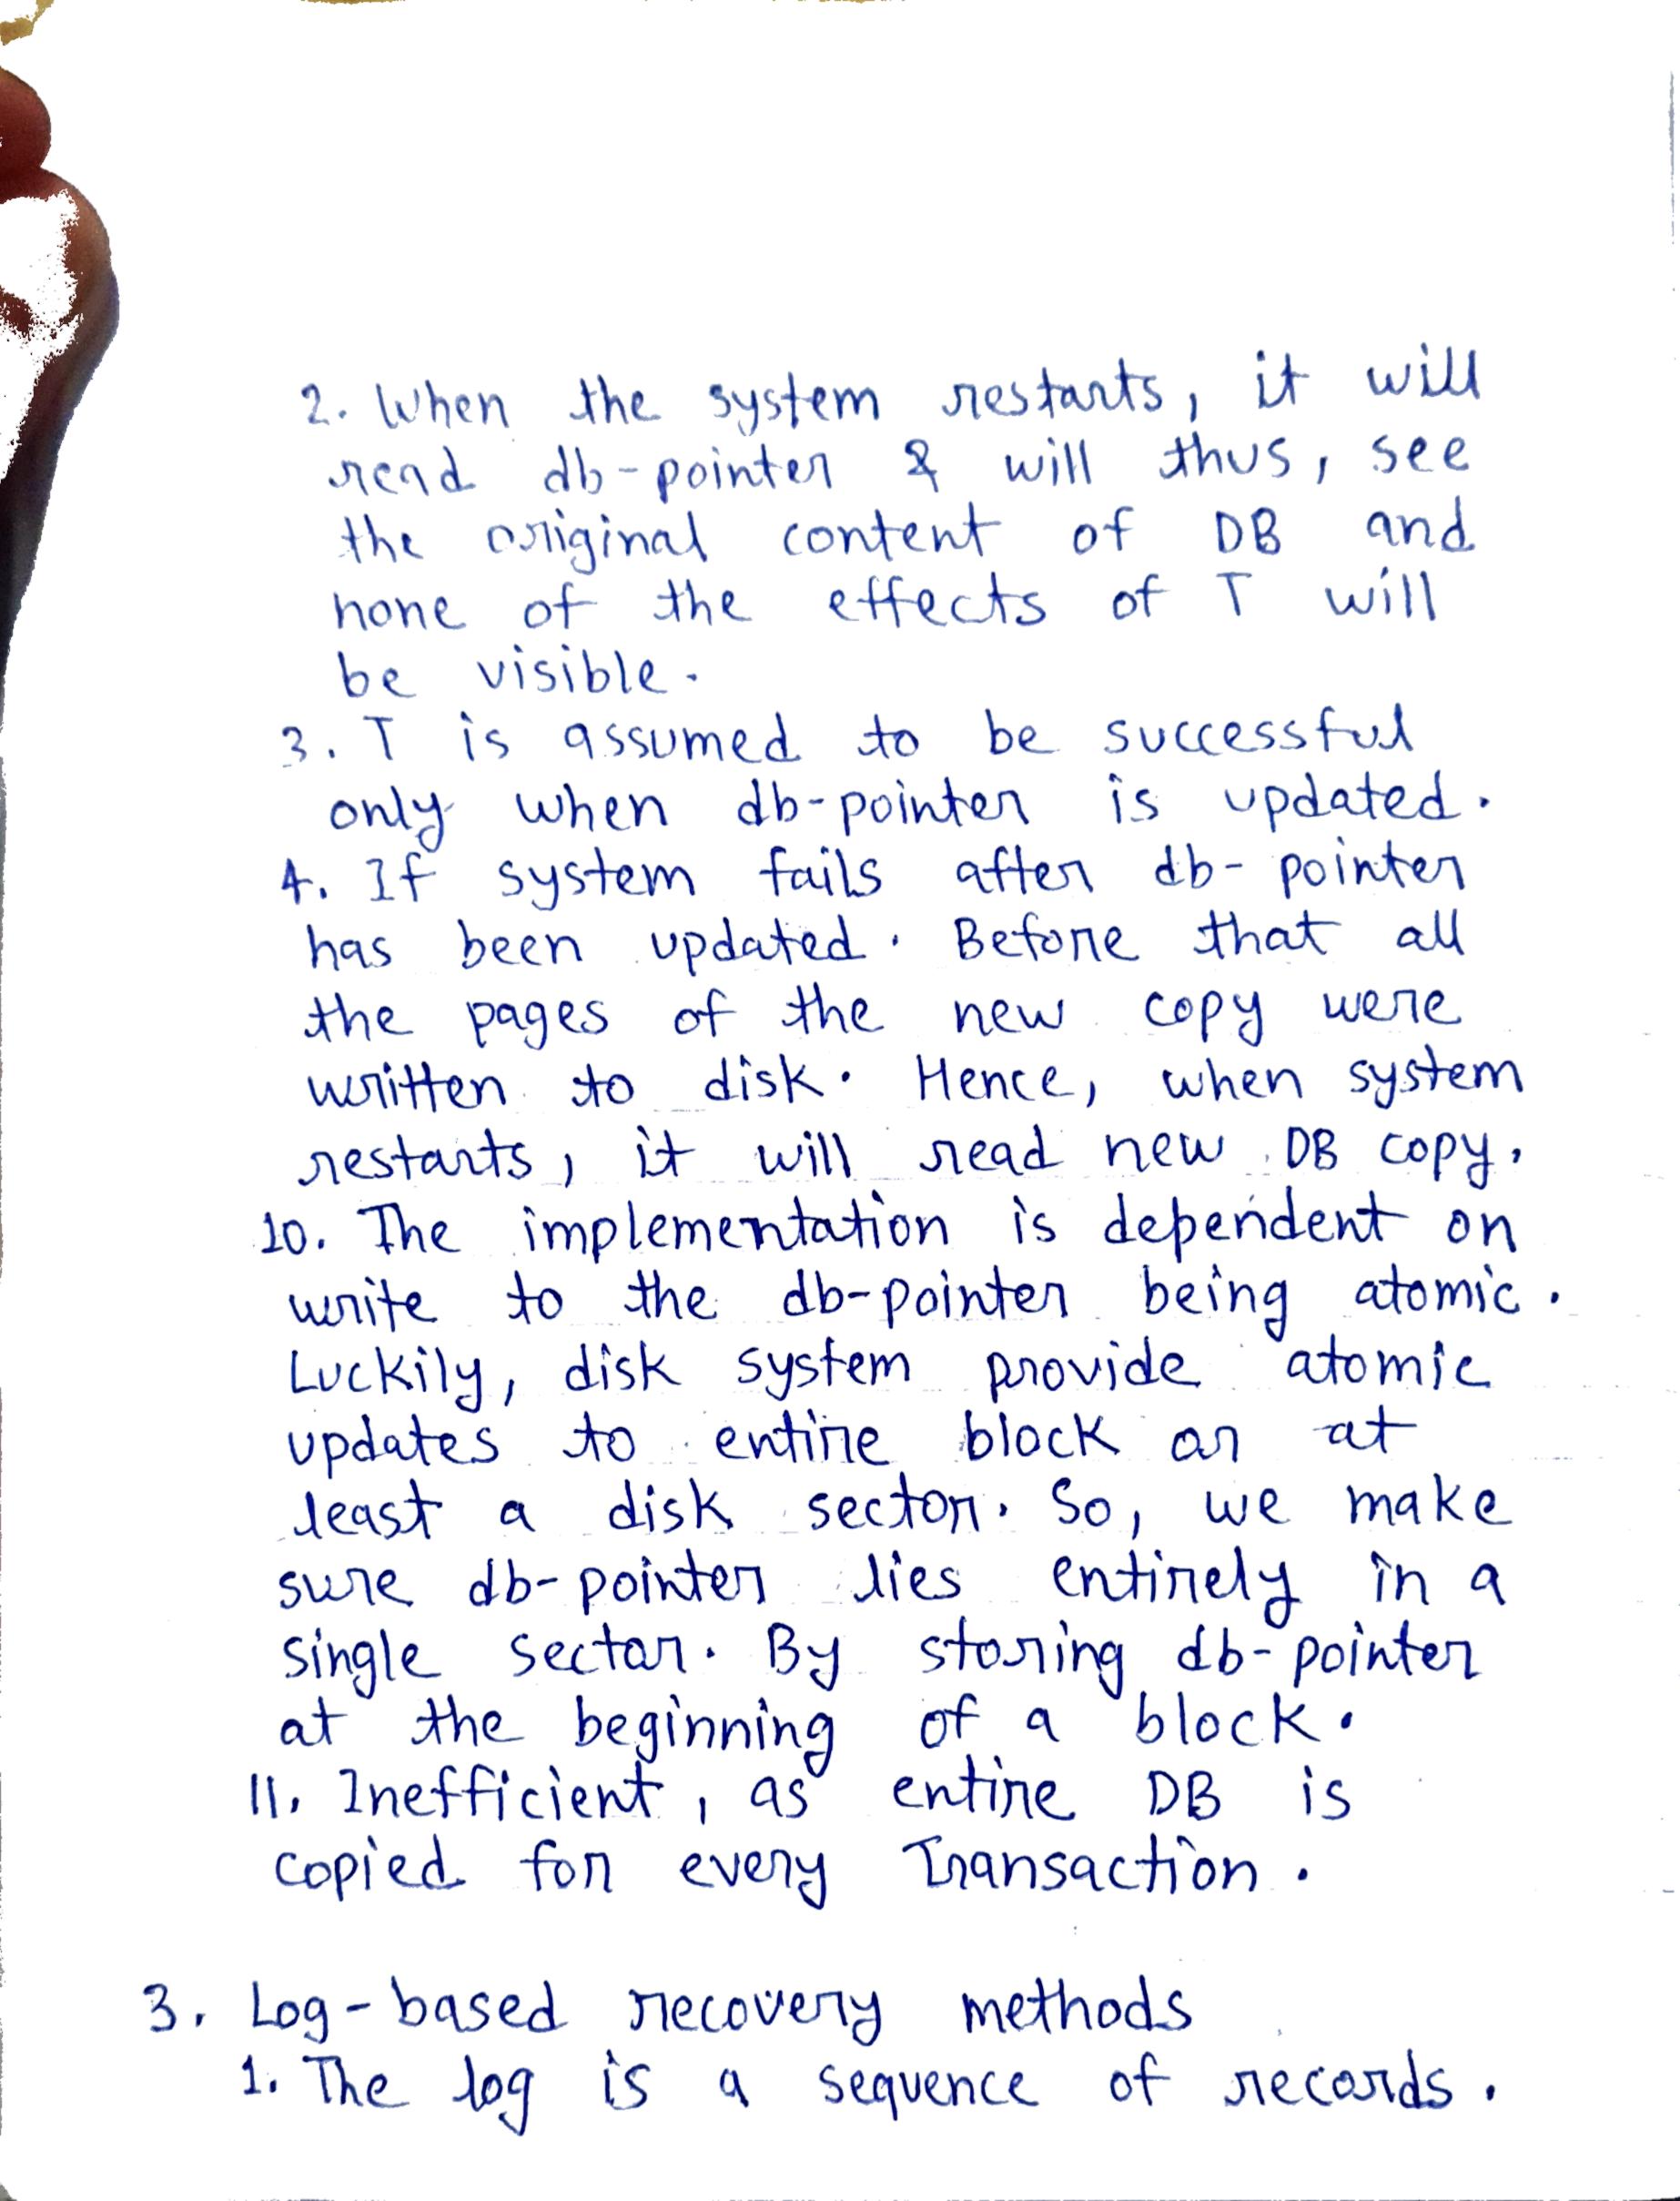 2. When the system restarts, it will
read db-pointer & will thus, see
the original content of DB and
none of the effects of T will
be visible.
3. T is assumed to be successful
only when db-pointer is updated.
4. If system fails after db-pointer
has been updated. Before that all
the pages of the new copy were
written to disk. Hence, when system
restarts, it will read new DB copy.
10. The implementation is dependent on
write to the db-pointer being atomic.
Luckily, disk system provide atomic
updates to entire block or at
least a disk sector. So, we make
sure db-pointer lies entirely in a
single sector. By storing db-pointer
at the beginning of a block.
11. Inefficient, as entire DB is
copied for every Transaction.
3. Log-based recovery methods
1. The log is a sequence of records.